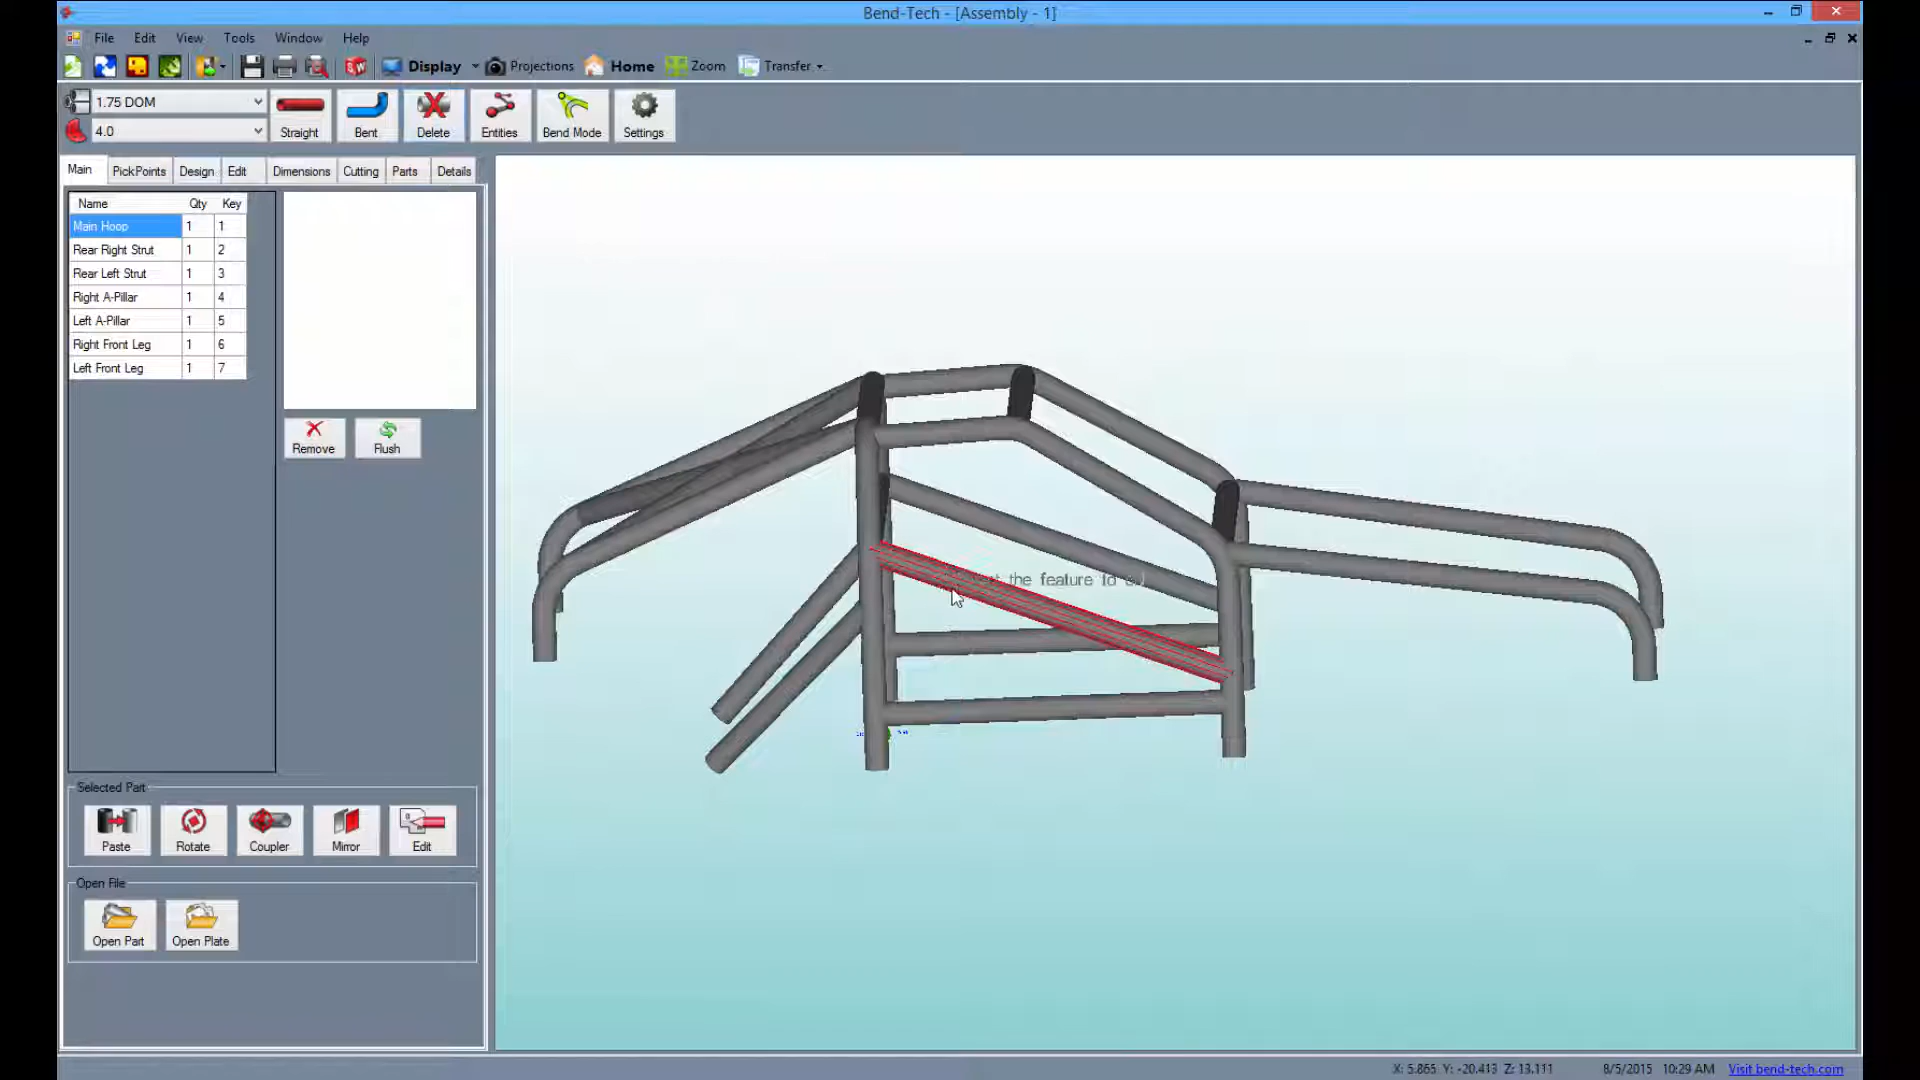 Bend-Tech - [Assembly - 1]
File Edit View Tools Window Help
Display Projections Home Zoom Transfer
1.75 DOM
4.0
Straight Bent Delete Entities Bend Mode Settings
Main PickPoints Design Edit Dimensions Cutting Parts Details
Name Qty Key
Main Hoop 1 1
Rear Right Strut 1 2
Rear Left Strut 1 3
Right A-Pillar 1 4
Left A-Pillar 1 5
Right Front Leg 1 6
Left Front Leg 1 7
Remove Flush
the feature to
Selected Part
Paste Rotate Coupler Mirror Edit
Open File
Open Part Open Plate
X: 5.865 Y: -20.413 Z: 13.111 8/5/2015 10:29 AM Visit bend-tech.com